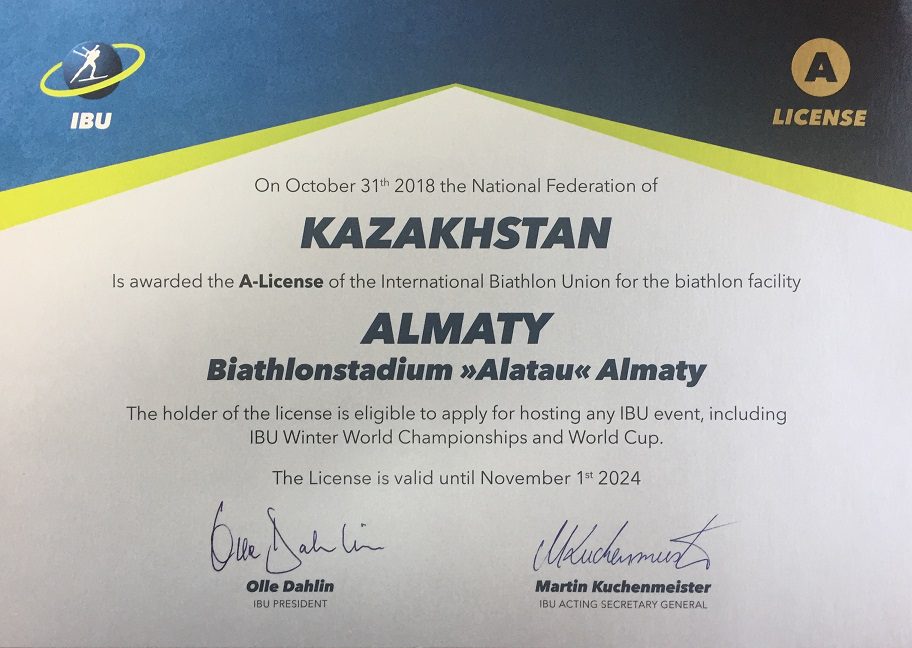 IBU
A
LICENSE
On October 31th 2018 the National Federation of
KAZAKHSTAN
Is awarded the A-License of the International Biathlon Union for the biathlon facility
ALMATY
Biathlonstadium »Alatau« Almaty
The holder of the license is eligible to apply for hosting any IBU event, including
IBU Winter World Championships and World Cup.
The License is valid until November 1st 2024
Olle Dahlin
MKuchenmeister
Olle Dahlin
IBU PRESIDENT
Martin Kuchenmeister
IBU ACTING SECRETARY GENERAL